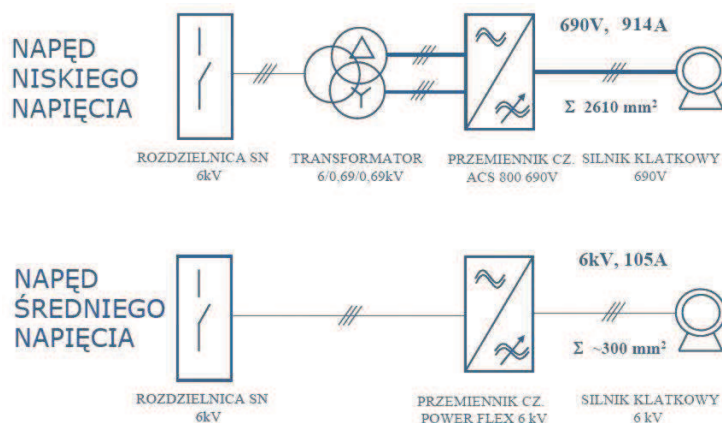 NAPĘD
NISKIEGO
NAPIĘCIA
690V, 914A
Σ 2610 mm²
ROZDZIELNICA SN
6kV
TRANSFORMATOR
6/0,69/0,69kV
PRZEMIENNIK CZ.
ACS 800 690V
SILNIK KLATKOWY
690V
NAPĘD
ŚREDNIEGO
NAPIĘCIA
6kV, 105A
Σ ~300 mm²
ROZDZIELNICA SN
6kV
PRZEMIENNIK CZ.
POWER FLEX 6 kV
SILNIK KLATKOWY
6 kV